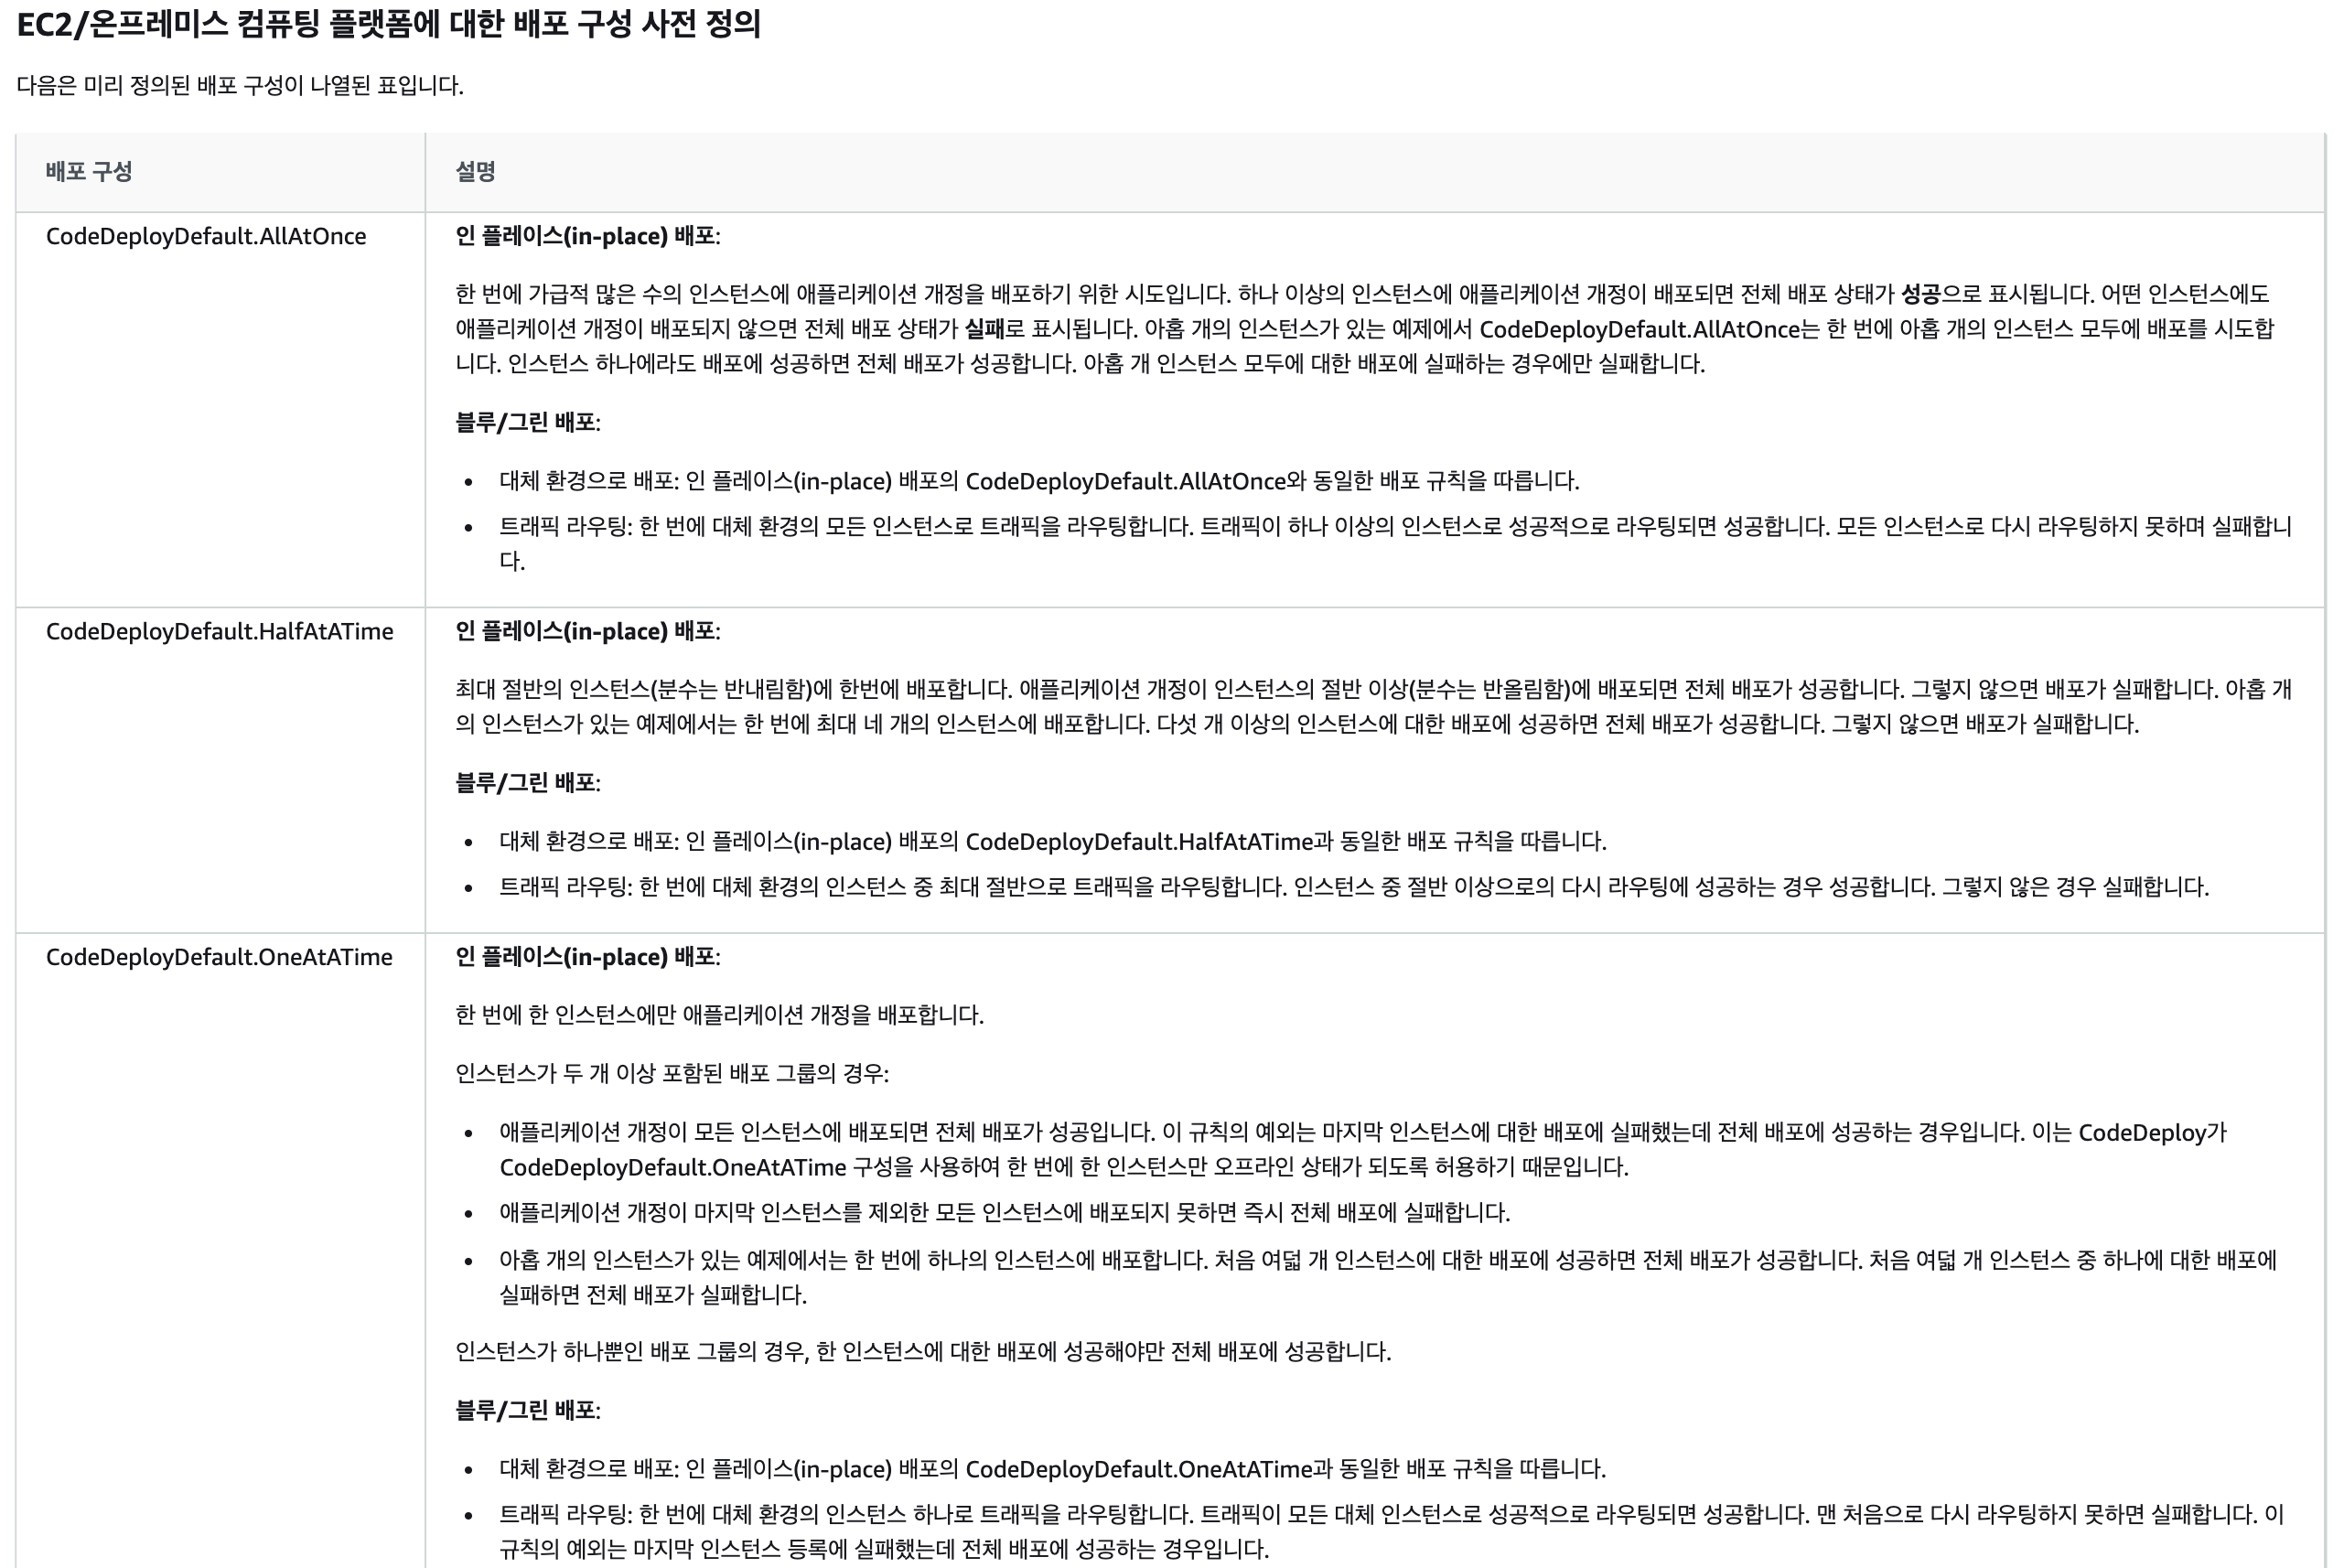 EC2/온프레미스 컴퓨팅 플랫폼에 대한 배포 구성 사전 정의
다음은 미리 정의된 배포 구성이 나열된 표입니다.
배포 구성
설명
CodeDeployDefault.AllAtOnce
인 플레이스(in-place) 배포:
한 번에 가급적 많은 수의 인스턴스에 애플리케이션 개정을 배포하기 위한 시도입니다. 하나 이상의 인스턴스에 애플리케이션 개정이 배포되면 전체 배포 상태가 성공으로 표시됩니다. 어떤 인스턴스에도
애플리케이션 개정이 배포되지 않으면 전체 배포 상태가 실패로 표시됩니다. 아홉 개의 인스턴스가 있는 예제에서 CodeDeployDefault.AllAtOnce는 한 번에 아홉 개의 인스턴스 모두에 배포를 시도합
니다. 인스턴스 하나에라도 배포에 성공하면 전체 배포가 성공합니다. 아홉 개 인스턴스 모두에 대한 배포에 실패하는 경우에만 실패합니다.
블루/그린 배포:
• 대체 환경으로 배포: 인 플레이스(in-place) 배포의 CodeDeployDefault.AllAtOnce와 동일한 배포 규칙을 따릅니다.
• 트래픽 라우팅: 한 번에 대체 환경의 모든 인스턴스로 트래픽을 라우팅합니다. 트래픽이 하나 이상의 인스턴스로 성공적으로 라우팅되면 성공합니다. 모든 인스턴스로 다시 라우팅하지 못하며 실패합니
다.
CodeDeployDefault.HalfAtATime
인 플레이스(in-place) 배포:
최대 절반의 인스턴스(분수는 반내림함)에 한번에 배포합니다. 애플리케이션 개정이 인스턴스의 절반 이상(분수는 반올림함)에 배포되면 전체 배포가 성공합니다. 그렇지 않으면 배포가 실패합니다. 아홉 개
의 인스턴스가 있는 예제에서는 한 번에 최대 네 개의 인스턴스에 배포합니다. 다섯 개 이상의 인스턴스에 대한 배포에 성공하면 전체 배포가 성공합니다. 그렇지 않으면 배포가 실패합니다.
블루/그린 배포:
• 대체 환경으로 배포: 인 플레이스(in-place) 배포의 CodeDeployDefault.HalfAtATime과 동일한 배포 규칙을 따릅니다.
• 트래픽 라우팅: 한 번에 대체 환경의 인스턴스 중 최대 절반으로 트래픽을 라우팅합니다. 인스턴스 중 절반 이상으로의 다시 라우팅에 성공하는 경우 성공합니다. 그렇지 않은 경우 실패합니다.
CodeDeployDefault.OneAtATime
인 플레이스(in-place) 배포:
한 번에 한 인스턴스에만 애플리케이션 개정을 배포합니다.
인스턴스가 두 개 이상 포함된 배포 그룹의 경우:
• 애플리케이션 개정이 모든 인스턴스에 배포되면 전체 배포가 성공입니다. 이 규칙의 예외는 마지막 인스턴스에 대한 배포에 실패했는데 전체 배포에 성공하는 경우입니다. 이는 CodeDeploy가
CodeDeployDefault.OneAtATime 구성을 사용하여 한 번에 한 인스턴스만 오프라인 상태가 되도록 허용하기 때문입니다.
• 애플리케이션 개정이 마지막 인스턴스를 제외한 모든 인스턴스에 배포되지 못하면 즉시 전체 배포에 실패합니다.
• 아홉 개의 인스턴스가 있는 예제에서는 한 번에 하나의 인스턴스에 배포합니다. 처음 여덟 개 인스턴스에 대한 배포에 성공하면 전체 배포가 성공합니다. 처음 여덟 개 인스턴스 중 하나에 대한 배포에
실패하면 전체 배포가 실패합니다.
인스턴스가 하나뿐인 배포 그룹의 경우, 한 인스턴스에 대한 배포에 성공해야만 전체 배포에 성공합니다.
블루/그린 배포:
• 대체 환경으로 배포: 인 플레이스(in-place) 배포의 CodeDeployDefault.OneAtATime과 동일한 배포 규칙을 따릅니다.
• 트래픽 라우팅: 한 번에 대체 환경의 인스턴스 하나로 트래픽을 라우팅합니다. 트래픽이 모든 대체 인스턴스로 성공적으로 라우팅되면 성공합니다. 맨 처음으로 다시 라우팅하지 못하면 실패합니다. 이
규칙의 예외는 마지막 인스턴스 등록에 실패했는데 전체 배포에 성공하는 경우입니다.